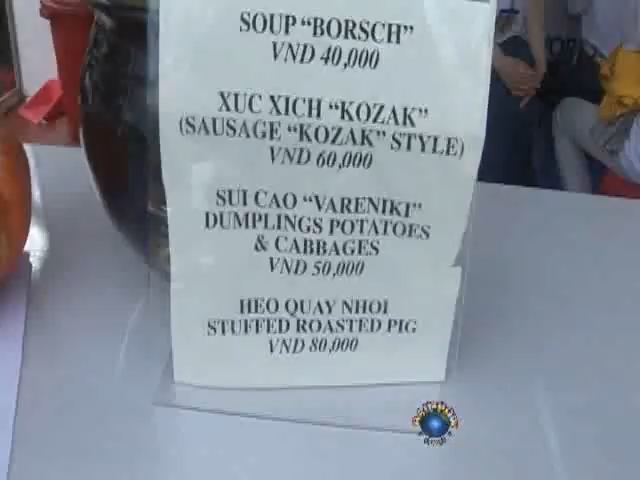 SOUP "BORSCH"
VND 40,000
XUC XICH "KOZAK"
(SAUSAGE "KOZAK" STYLE)
VND 60,000
SUI CAO "VARENIKI"
DUMPLINGS POTATOES
& CABBAGES
VND 50,000
HEO QUAY NHOI
STUFFED ROASTED PIG
VND 80,000